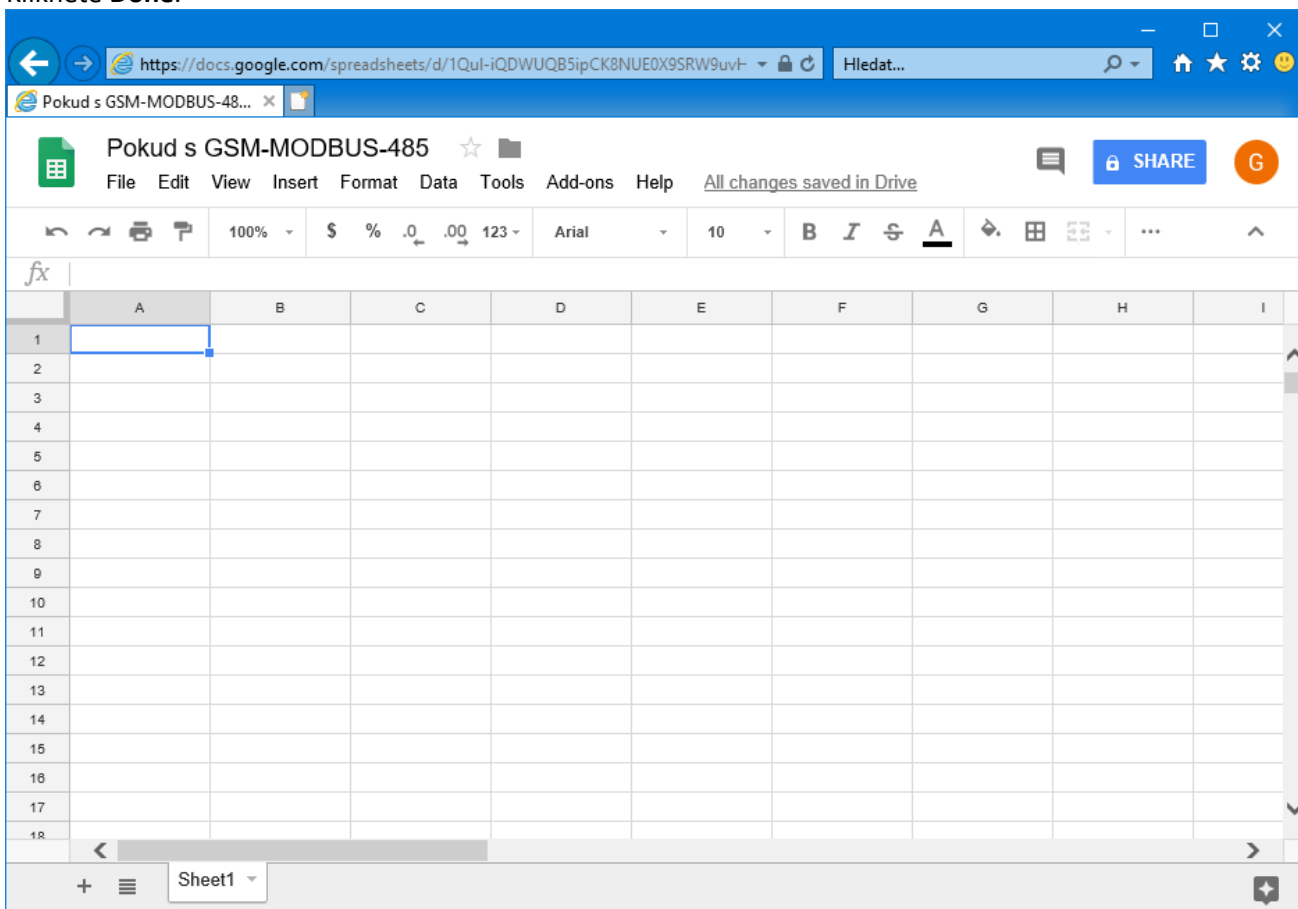 Klikněte Done.
https://docs.google.com/spreadsheets/d/1QuI-iQDWUQB5ipCK8NUE0X9SRW9uvH
Hledat...
Pokud s GSM-MODBUS-48...
Pokud s GSM-MODBUS-485
SHARE
G
File Edit View Insert Format Data Tools Add-ons Help All changes saved in Drive
100% $ % .0 .00 123 Arial 10 B I S A ...
fx
A B C D E F G H I
1
2
3
4
5
6
7
8
9
10
11
12
13
14
15
16
17
18
+ Sheet1